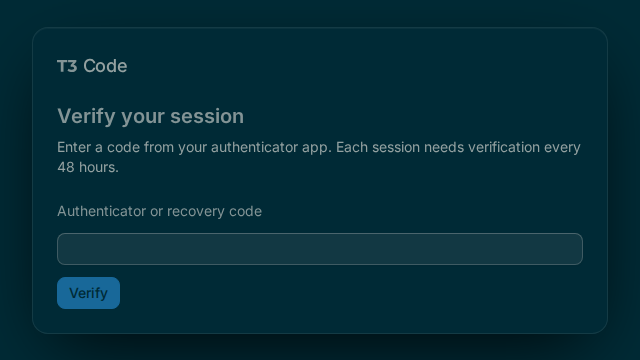 T3 Code
Verify your session
Enter a code from your authenticator app. Each session needs verification every
48 hours.
Authenticator or recovery code
Verify